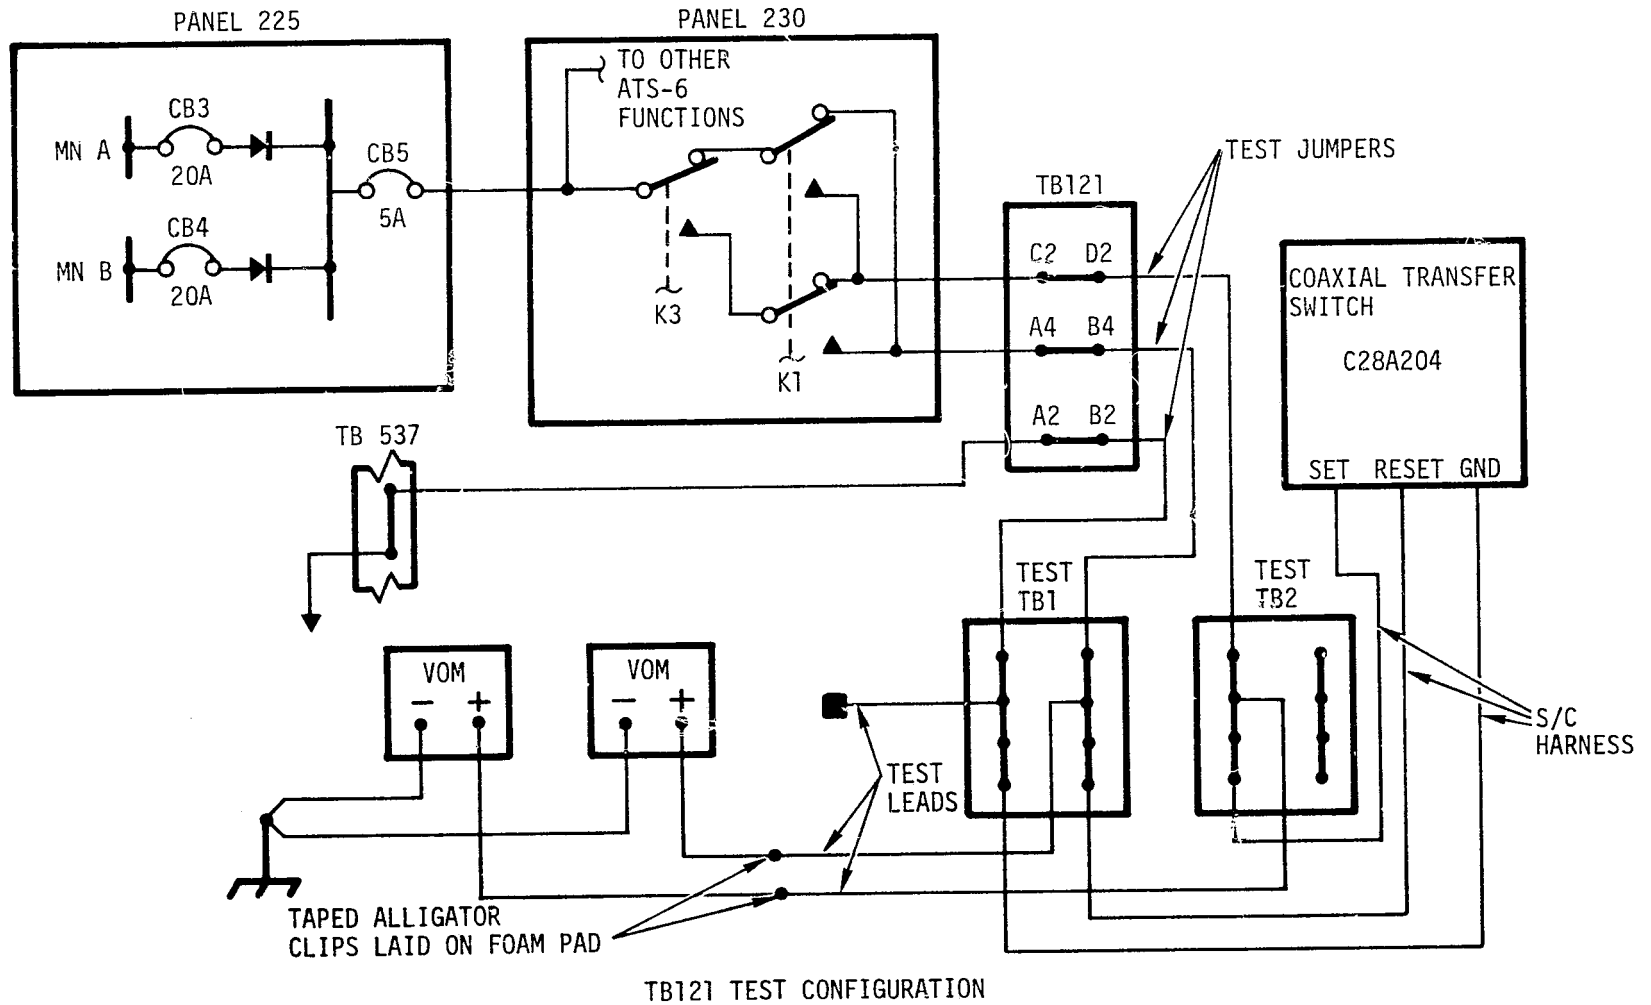 PANEL 225
PANEL 230
TO OTHER
ATS-6
FUNCTIONS
CB3
MN A
20A
CB5
5A
CB4
MN B
20A
K3
K1
TEST JUMPERS
TB121
C2 D2
A4 B4
A2 B2
COAXIAL TRANSFER
SWITCH
C28A204
SET RESET GND
TB 537
TEST
TB1
TEST
TB2
VOM
- +
VOM
- +
S/C
HARNESS
TEST
LEADS
TAPED ALLIGATOR
CLIPS LAID ON FOAM PAD
TB121 TEST CONFIGURATION